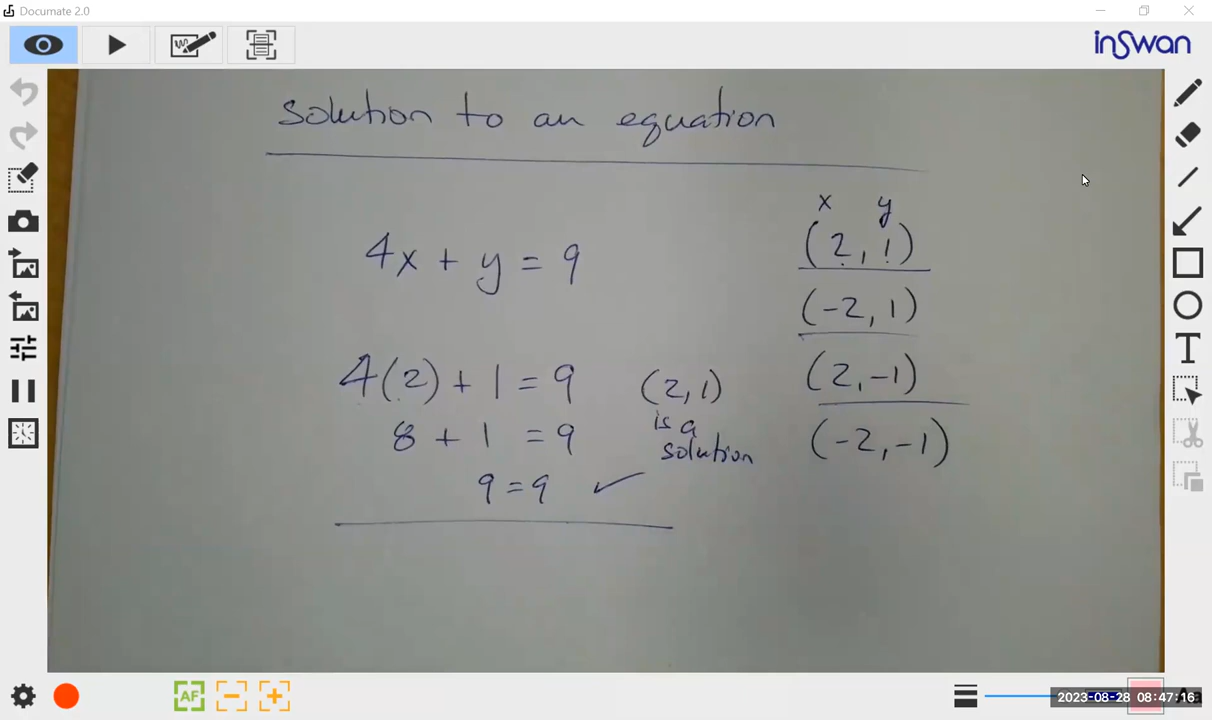 Documate 2.0
inswan
Solution to an equation
x y
(2, 1)
4x + y = 9
(-2, 1)
4(2) + 1 = 9
(2, 1)
(2, -1)
is a
8 + 1 = 9
solution
(-2, -1)
9 = 9 ✓
T
AF
2023-08-28 08:47:16